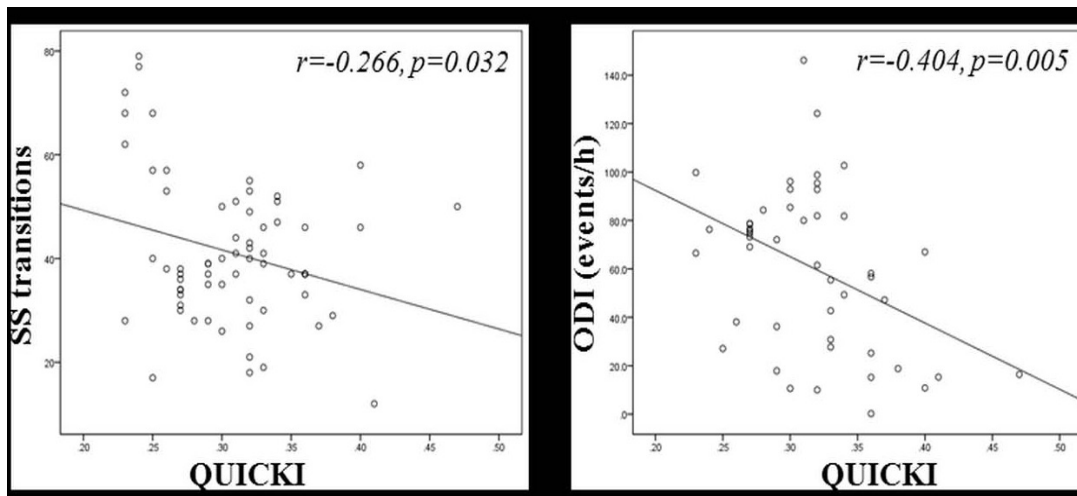 r=-0.266, p=0.032
SS transitions
80
60
40
20
.20 .25 .30 .35 .40 .45 .50
QUICKI
r=-0.404, p=0.005
ODI (events/h)
140.0
120.0
100.0
80.0
60.0
40.0
20.0
.0
.20 .25 .30 .35 .40 .45 .50
QUICKI